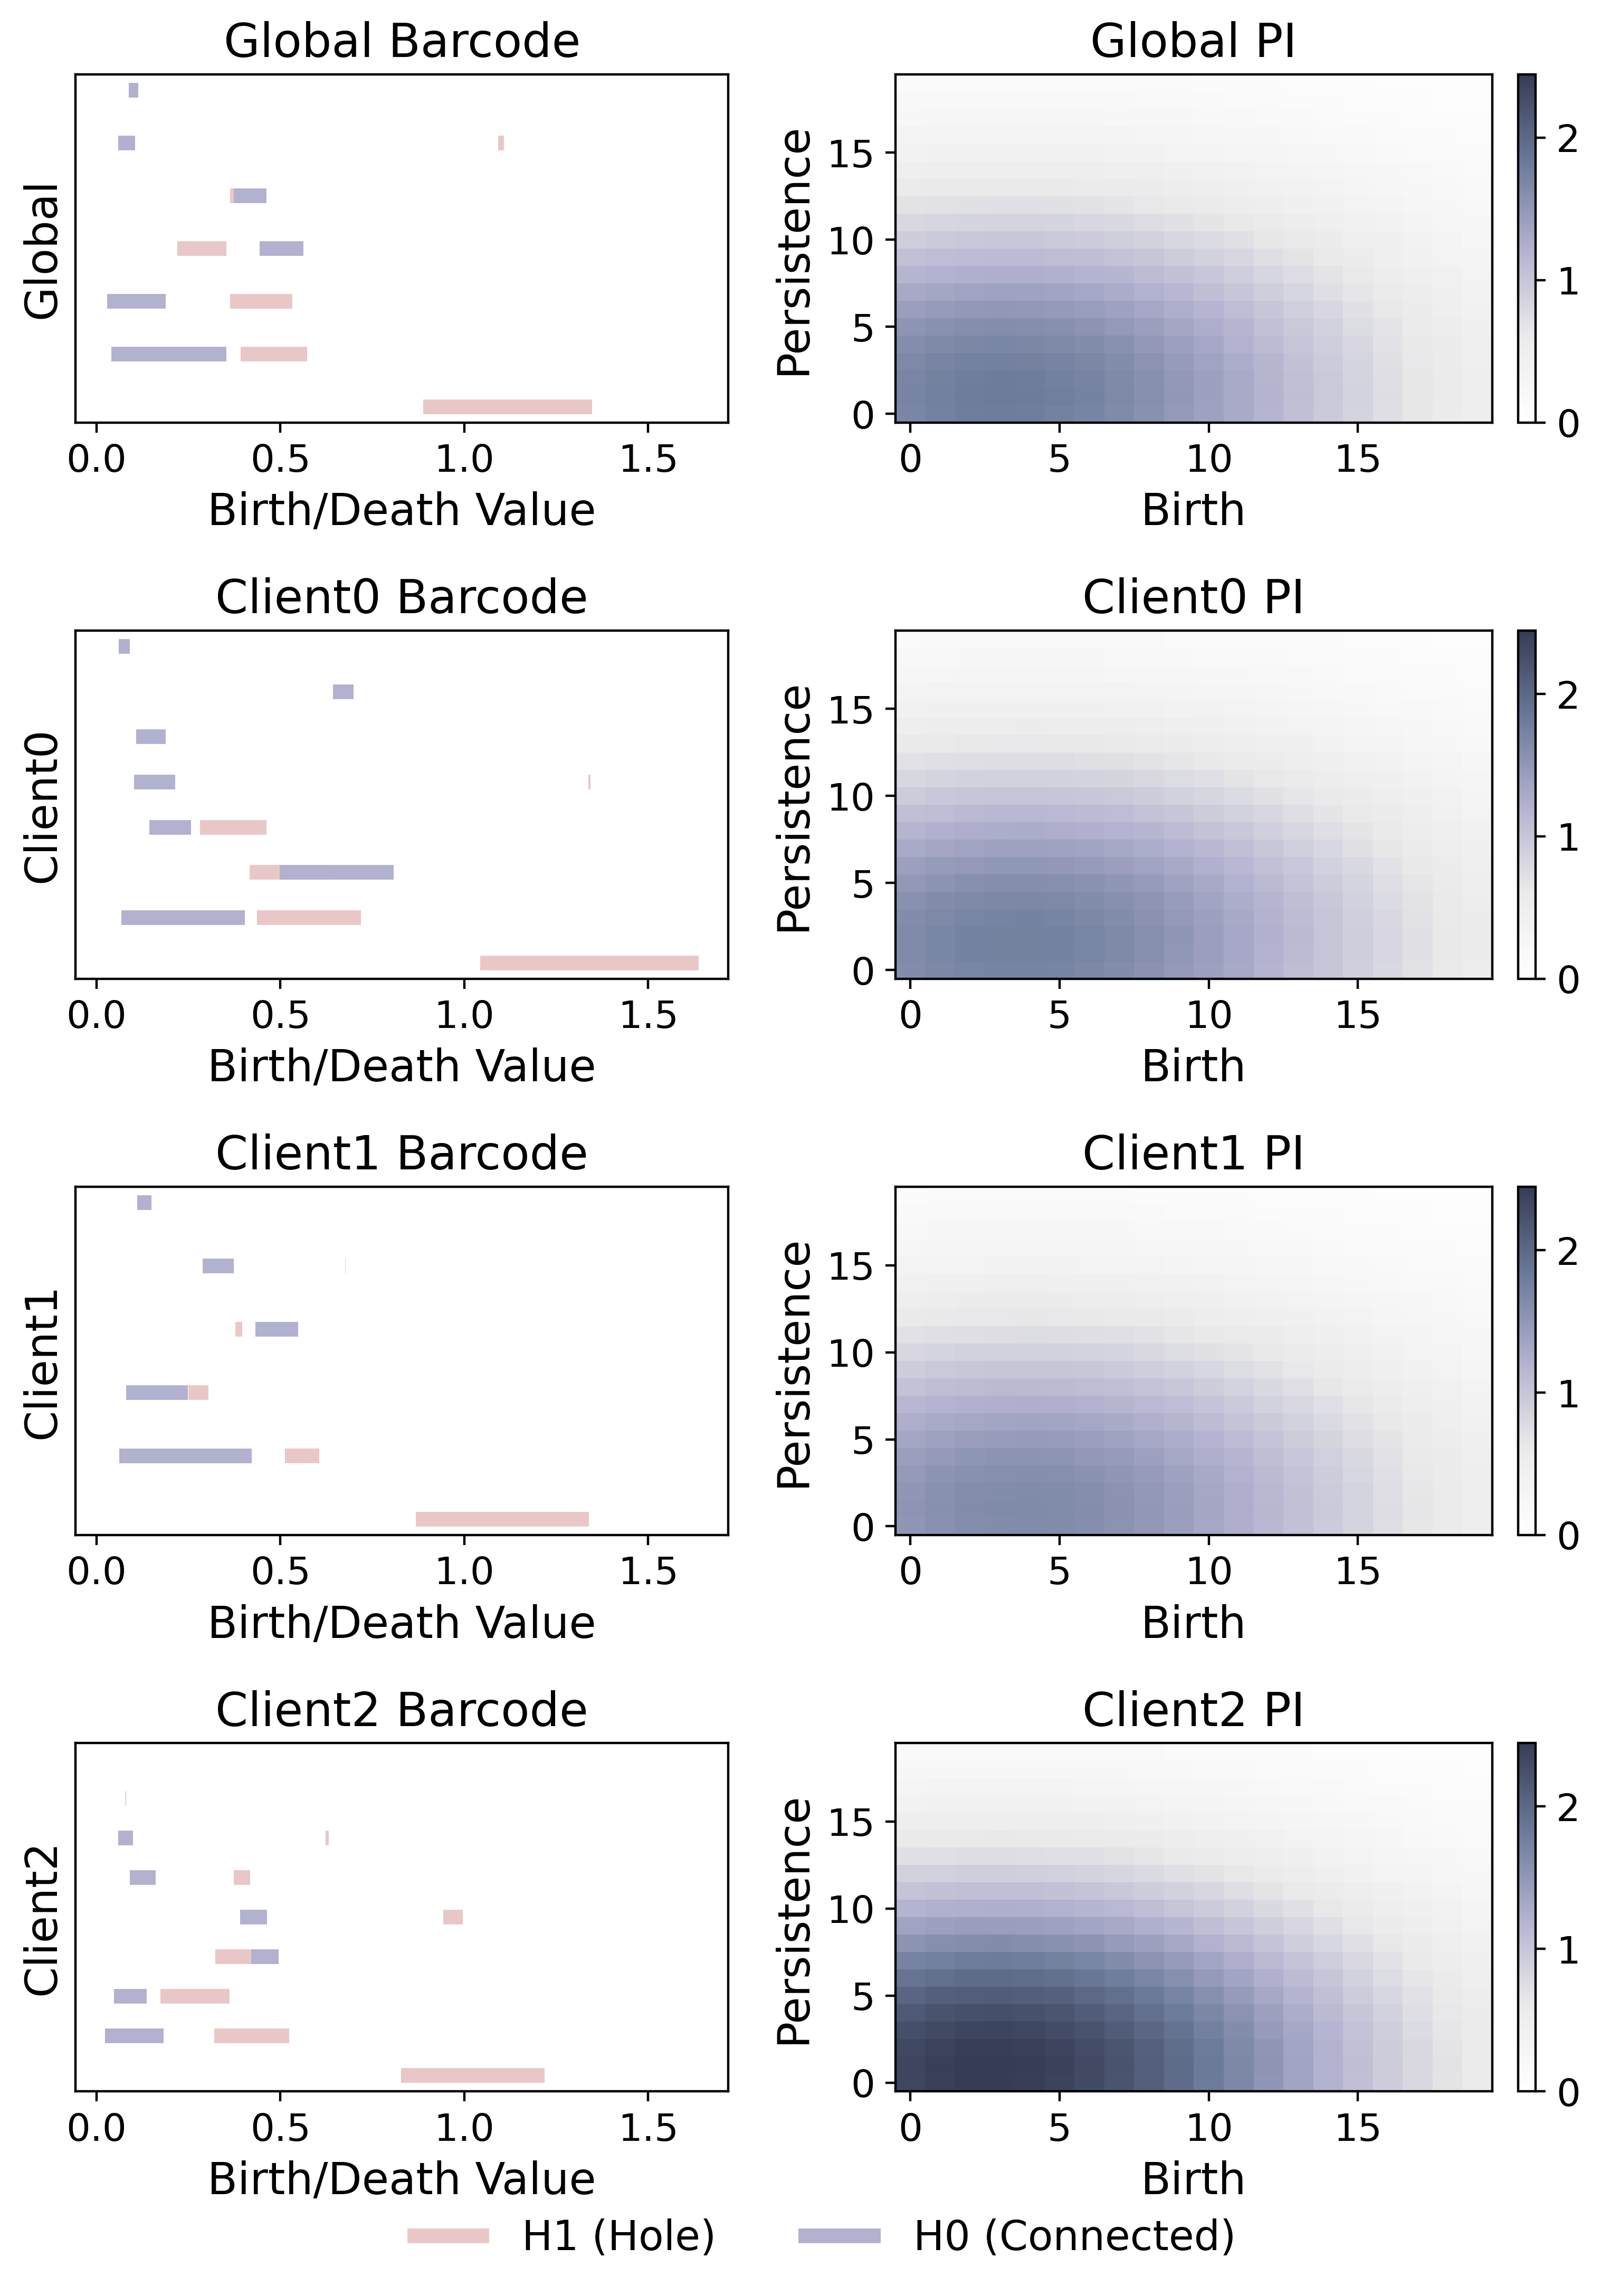 Global Barcode
Global PI
Global
0.0 0.5 1.0 1.5
Birth/Death Value
Persistence
15
10
5
0
0 5 10 15
Birth
2
1
0
Client0 Barcode
Client0 PI
Client0
0.0 0.5 1.0 1.5
Birth/Death Value
Persistence
15
10
5
0
0 5 10 15
Birth
2
1
0
Client1 Barcode
Client1 PI
Client1
0.0 0.5 1.0 1.5
Birth/Death Value
Persistence
15
10
5
0
0 5 10 15
Birth
2
1
0
Client2 Barcode
Client2 PI
Client2
0.0 0.5 1.0 1.5
Birth/Death Value
Persistence
15
10
5
0
0 5 10 15
Birth
2
1
0
H1 (Hole)
H0 (Connected)